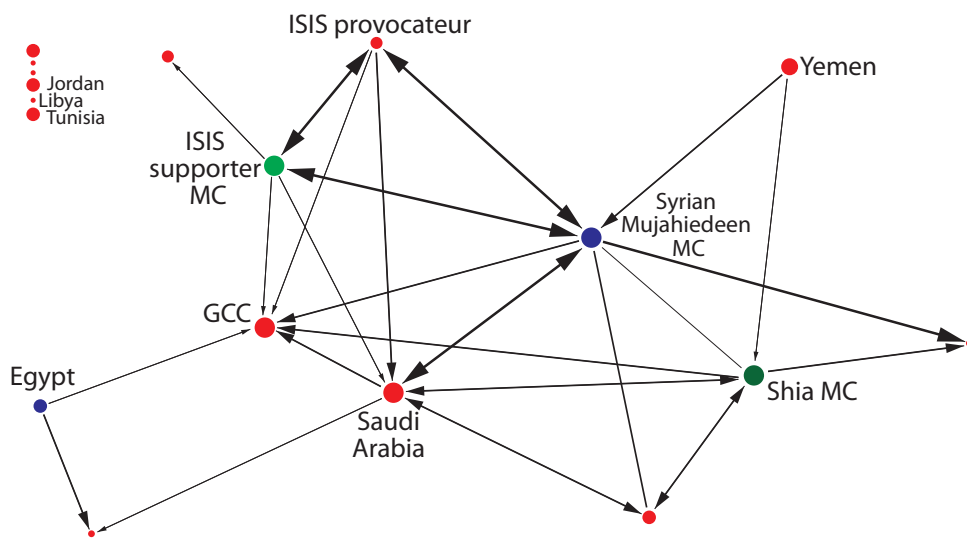 ISIS provocateur
Yemen
Jordan
Libya
Tunisia
ISIS
supporter
MC
Syrian
Mujahiedeen
MC
GCC
Egypt
Saudi
Arabia
Shia MC